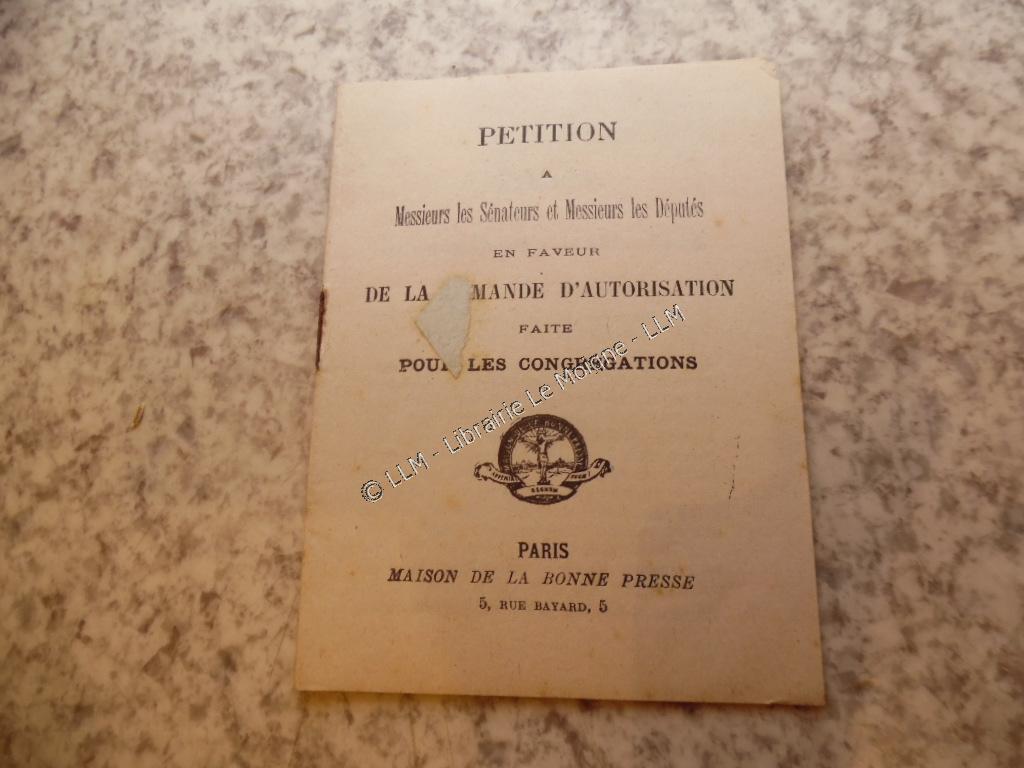 PETITION
A
Messieurs les Sénateurs et Messieurs les Députés
EN FAVEUR
DE LA MANDE D'AUTORISATION
FAITE
POUR LES CONGRÉGATIONS
© LLM - Librairie Le Moigne - LLM
PARIS
MAISON DE LA BONNE PRESSE
5, RUE BAYARD, 5